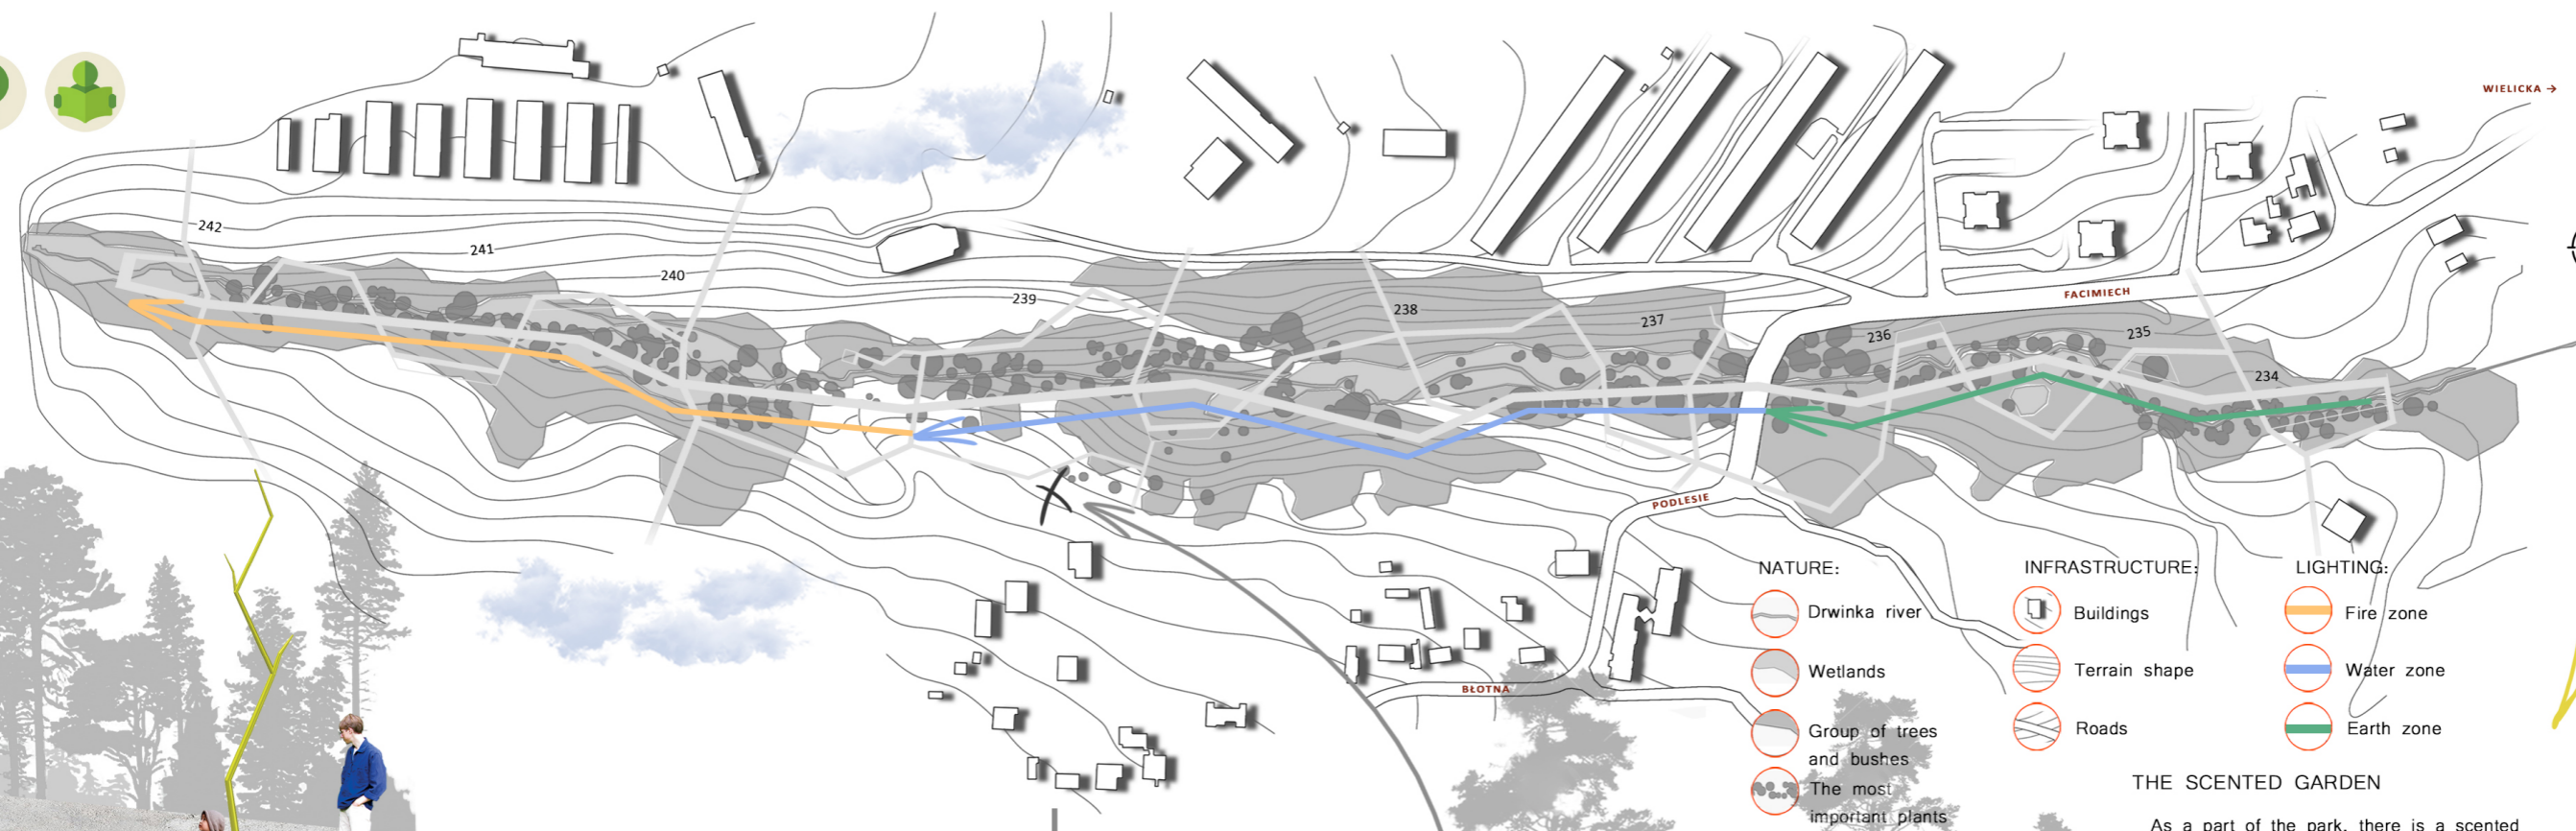 WIELICKA →
242
241
240
239
238
237
236
235
234
FACIMIECH
PODLESIE
BŁOTNA
NATURE:
Drwinka river
Wetlands
Group of trees
and bushes
The most
important plants
INFRASTRUCTURE:
Buildings
Terrain shape
Roads
LIGHTING:
Fire zone
Water zone
Earth zone
THE SCENTED GARDEN
As a part of the park, there is a scented